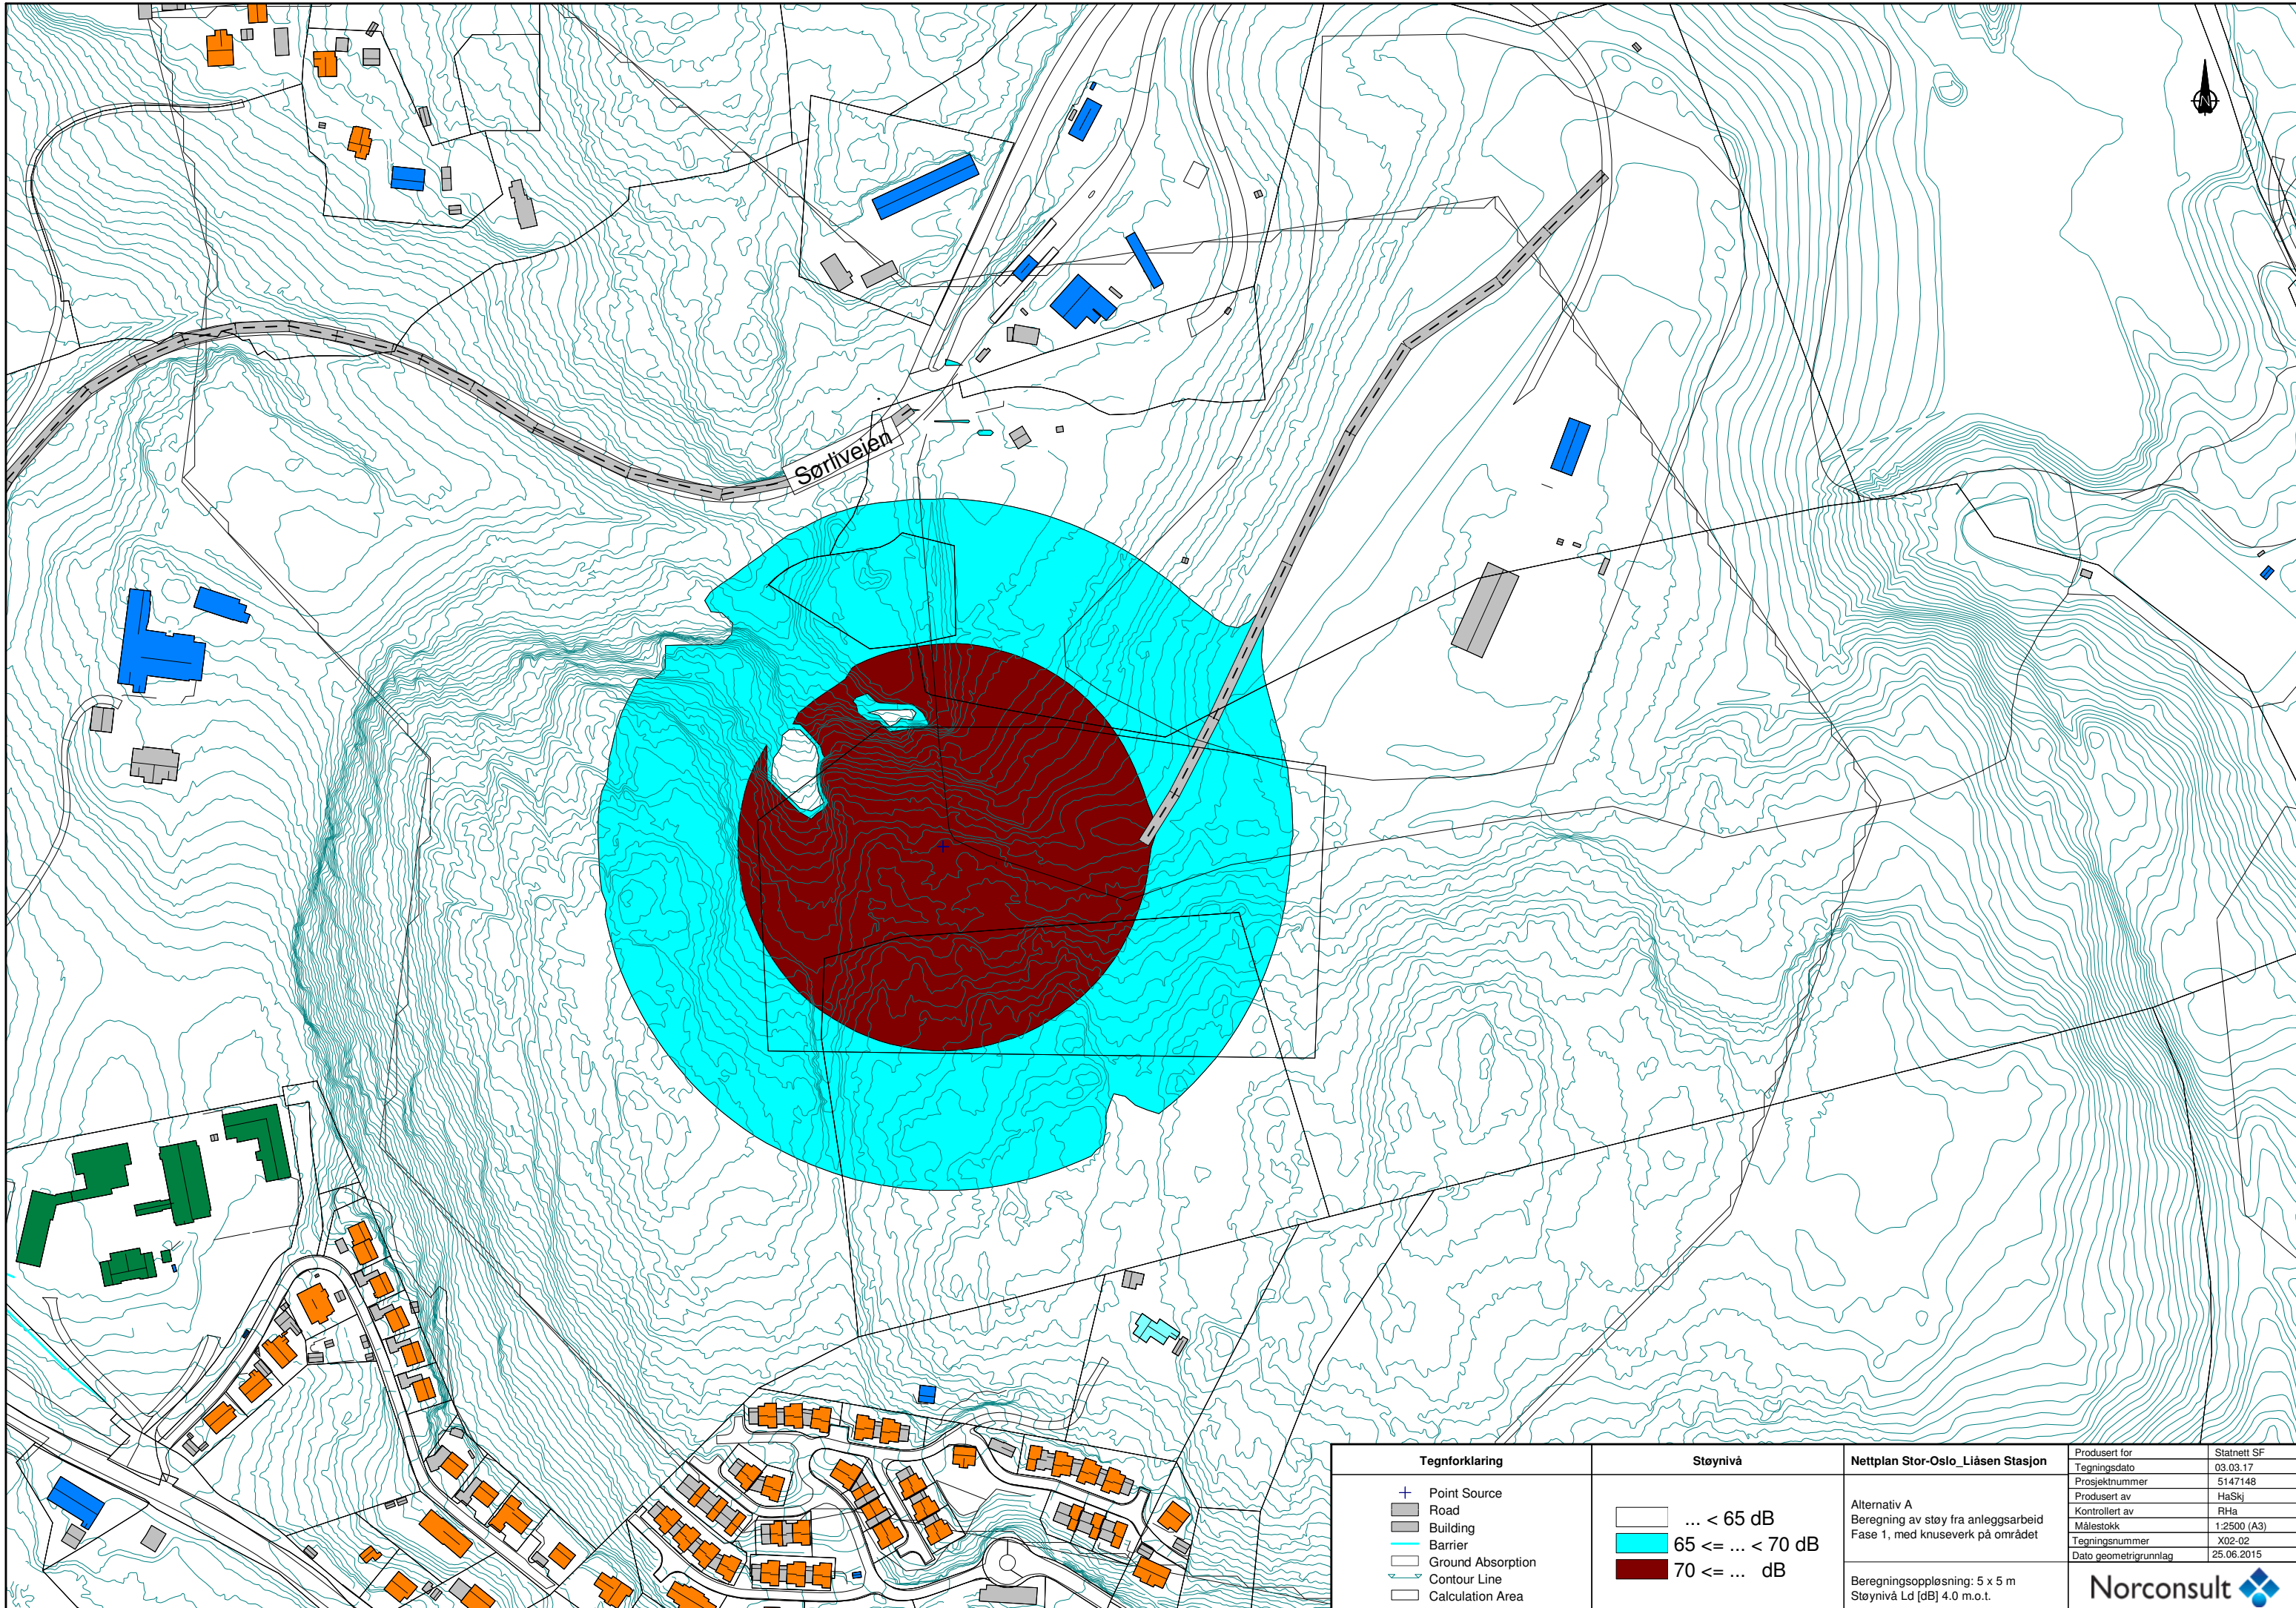 N
Sørliveien
Tegnforklaring
Point Source
Road
Building
Barrier
Ground Absorption
Contour Line
Calculation Area
Støynivå
... < 65 dB
65 <= ... < 70 dB
70 <= ... dB
Nettplan Stor-Oslo_Liåsen Stasjon
Alternativ A
Beregning av støy fra anleggsarbeid
Fase 1, med knuseverk på området
Beregningsoppløsning: 5 x 5 m
Støynivå Ld [dB] 4.0 m.o.t.
Produsert for Statnett SF
Tegningsdato 03.03.17
Prosjektnummer 5147148
Produsert av HaSkj
Kontrollert av RHa
Målestokk 1:2500 (A3)
Tegningsnummer X02-02
Dato geometrigrunnlag 25.06.2015
Norconsult